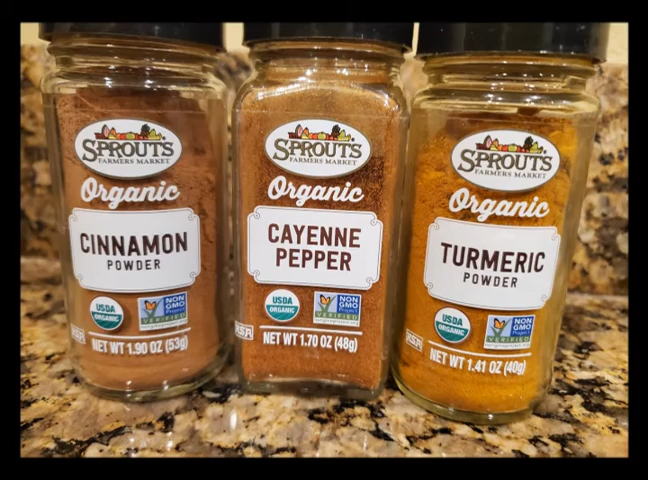 SPROUTS
FARMERS MARKET
Organic
CINNAMON
POWDER
USDA
ORGANIC
NON
GMO
Project
VERIFIED
NET WT 1.90 OZ (53g)
SPROUTS
FARMERS MARKET
Organic
CAYENNE
PEPPER
USDA
ORGANIC
NON
GMO
Project
VERIFIED
NET WT 1.70 OZ (48g)
SPROUTS
FARMERS MARKET
Organic
TURMERIC
POWDER
USDA
ORGANIC
NON
GMO
Project
VERIFIED
NET WT 1.41 OZ (40g)